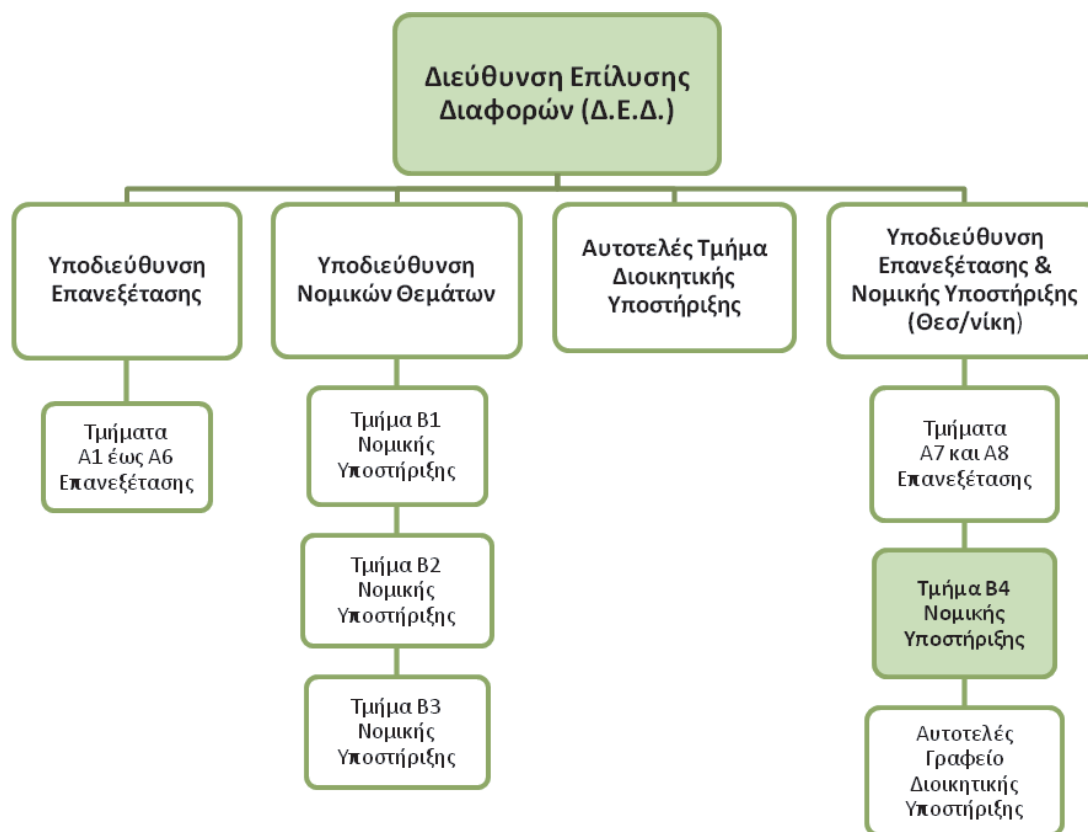 Διεύθυνση Επίλυσης
Διαφορών (Δ.Ε.Δ.)
Υποδιεύθυνση
Επανεξέτασης
Υποδιεύθυνση
Νομικών Θεμάτων
Αυτοτελές Τμήμα
Διοικητικής
Υποστήριξης
Υποδιεύθυνση
Επανεξέτασης &
Νομικής Υποστήριξης
(Θεσ/νίκη)
Τμήματα
Α1 έως Α6
Επανεξέτασης
Τμήμα Β1
Νομικής
Υποστήριξης
Τμήμα Β2
Νομικής
Υποστήριξης
Τμήμα Β3
Νομικής
Υποστήριξης
Τμήματα
Α7 και Α8
Επανεξέτασης
Τμήμα Β4
Νομικής
Υποστήριξης
Αυτοτελές
Γραφείο
Διοικητικής
Υποστήριξης